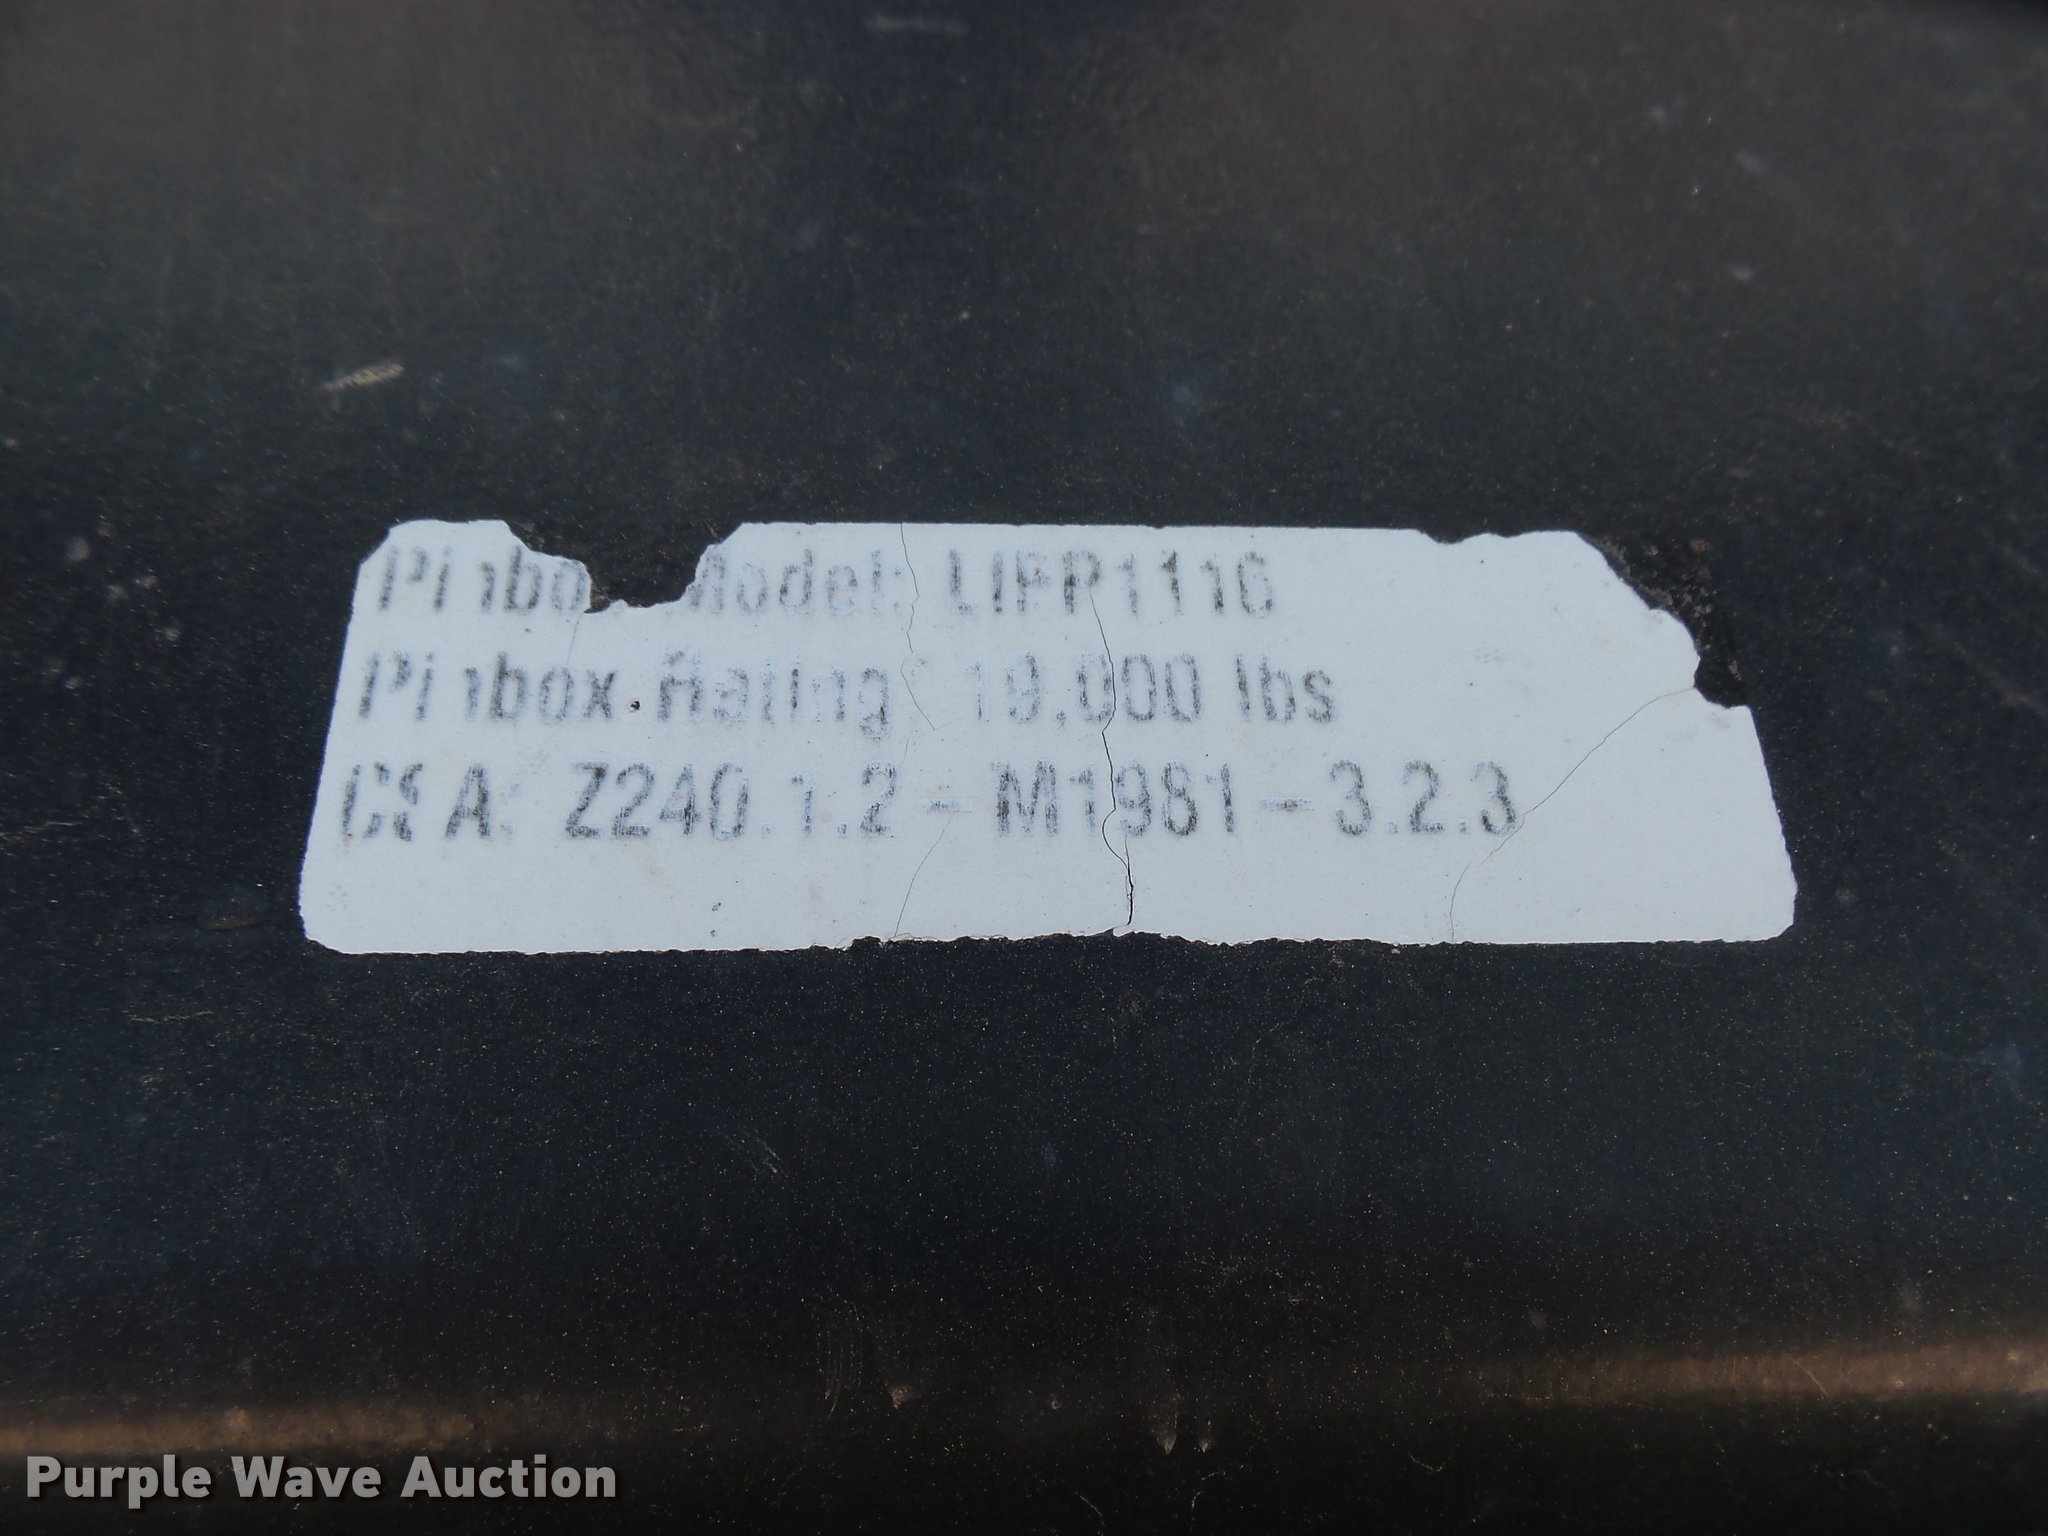 Pinbox Model: LIPP1116
Pinbox Rating: 19,000 lbs
CSA: Z240.1.2 - M1981 - 3.2.3
Purple Wave Auction